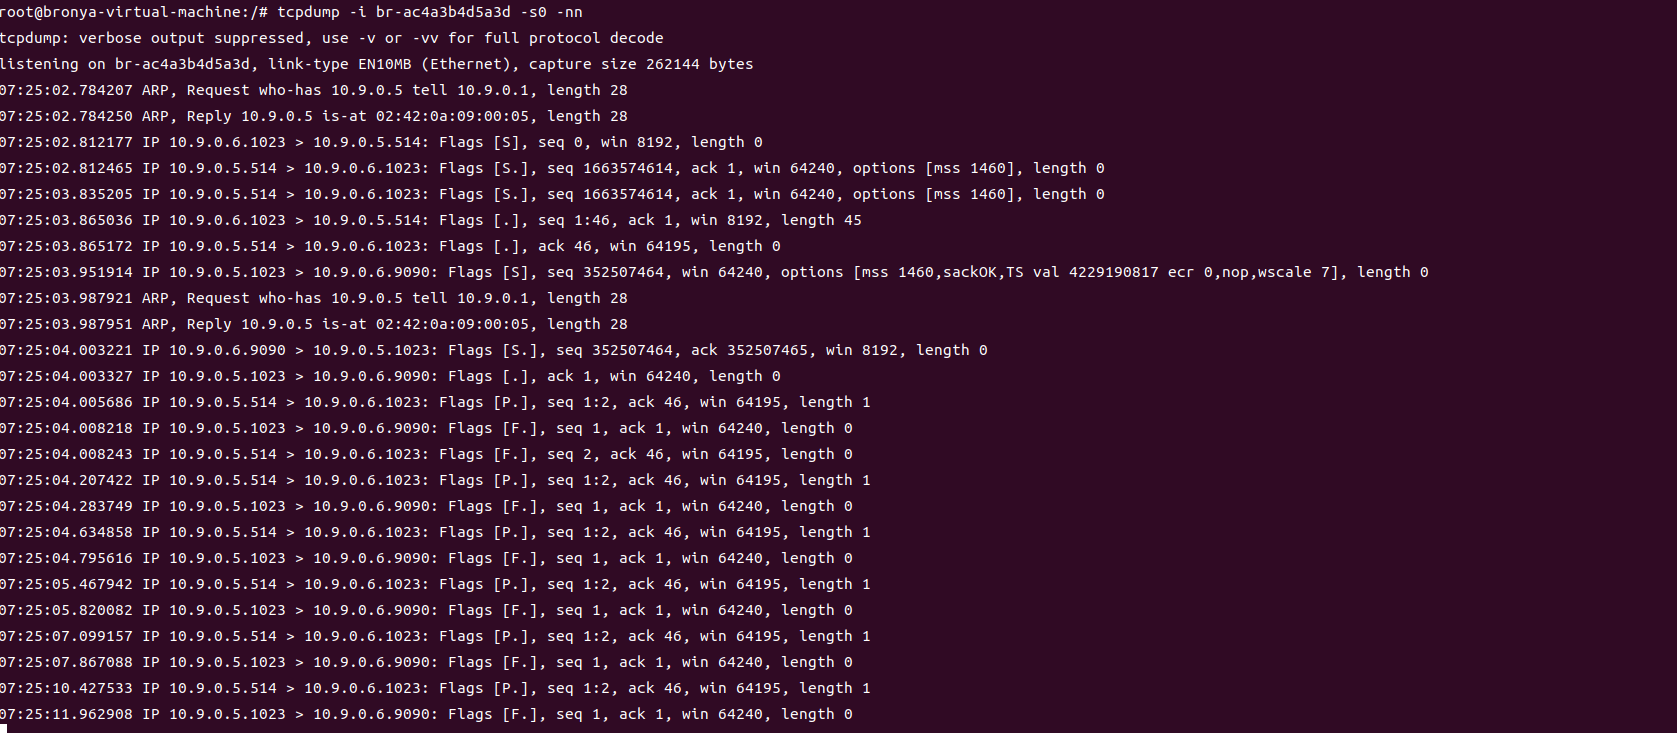 root@bronya-virtual-machine:/# tcpdump -i br-ac4a3b4d5a3d -s0 -nn
tcpdump: verbose output suppressed, use -v or -vv for full protocol decode
listening on br-ac4a3b4d5a3d, link-type EN10MB (Ethernet), capture size 262144 bytes
07:25:02.784207 ARP, Request who-has 10.9.0.5 tell 10.9.0.1, length 28
07:25:02.784250 ARP, Reply 10.9.0.5 is-at 02:42:0a:09:00:05, length 28
07:25:02.812177 IP 10.9.0.6.1023 > 10.9.0.5.514: Flags [S], seq 0, win 8192, length 0
07:25:02.812465 IP 10.9.0.5.514 > 10.9.0.6.1023: Flags [S.], seq 1663574614, ack 1, win 64240, options [mss 1460], length 0
07:25:03.835205 IP 10.9.0.5.514 > 10.9.0.6.1023: Flags [S.], seq 1663574614, ack 1, win 64240, options [mss 1460], length 0
07:25:03.865036 IP 10.9.0.6.1023 > 10.9.0.5.514: Flags [.], seq 1:46, ack 1, win 8192, length 45
07:25:03.865172 IP 10.9.0.5.514 > 10.9.0.6.1023: Flags [.], ack 46, win 64195, length 0
07:25:03.951914 IP 10.9.0.5.1023 > 10.9.0.6.9090: Flags [S], seq 352507464, win 64240, options [mss 1460,sackOK,TS val 4229190817 ecr 0,nop,wscale 7], length 0
07:25:03.987921 ARP, Request who-has 10.9.0.5 tell 10.9.0.1, length 28
07:25:03.987951 ARP, Reply 10.9.0.5 is-at 02:42:0a:09:00:05, length 28
07:25:04.003221 IP 10.9.0.6.9090 > 10.9.0.5.1023: Flags [S.], seq 352507464, ack 352507465, win 8192, length 0
07:25:04.003327 IP 10.9.0.5.1023 > 10.9.0.6.9090: Flags [.], ack 1, win 64240, length 0
07:25:04.005686 IP 10.9.0.5.514 > 10.9.0.6.1023: Flags [P.], seq 1:2, ack 46, win 64195, length 1
07:25:04.008218 IP 10.9.0.5.1023 > 10.9.0.6.9090: Flags [F.], seq 1, ack 1, win 64240, length 0
07:25:04.008243 IP 10.9.0.5.514 > 10.9.0.6.1023: Flags [F.], seq 2, ack 46, win 64195, length 0
07:25:04.207422 IP 10.9.0.5.514 > 10.9.0.6.1023: Flags [P.], seq 1:2, ack 46, win 64195, length 1
07:25:04.283749 IP 10.9.0.5.1023 > 10.9.0.6.9090: Flags [F.], seq 1, ack 1, win 64240, length 0
07:25:04.634858 IP 10.9.0.5.514 > 10.9.0.6.1023: Flags [P.], seq 1:2, ack 46, win 64195, length 1
07:25:04.795616 IP 10.9.0.5.1023 > 10.9.0.6.9090: Flags [F.], seq 1, ack 1, win 64240, length 0
07:25:05.467942 IP 10.9.0.5.514 > 10.9.0.6.1023: Flags [P.], seq 1:2, ack 46, win 64195, length 1
07:25:05.820082 IP 10.9.0.5.1023 > 10.9.0.6.9090: Flags [F.], seq 1, ack 1, win 64240, length 0
07:25:07.099157 IP 10.9.0.5.514 > 10.9.0.6.1023: Flags [P.], seq 1:2, ack 46, win 64195, length 1
07:25:07.867088 IP 10.9.0.5.1023 > 10.9.0.6.9090: Flags [F.], seq 1, ack 1, win 64240, length 0
07:25:10.427533 IP 10.9.0.5.514 > 10.9.0.6.1023: Flags [P.], seq 1:2, ack 46, win 64195, length 1
07:25:11.962908 IP 10.9.0.5.1023 > 10.9.0.6.9090: Flags [F.], seq 1, ack 1, win 64240, length 0